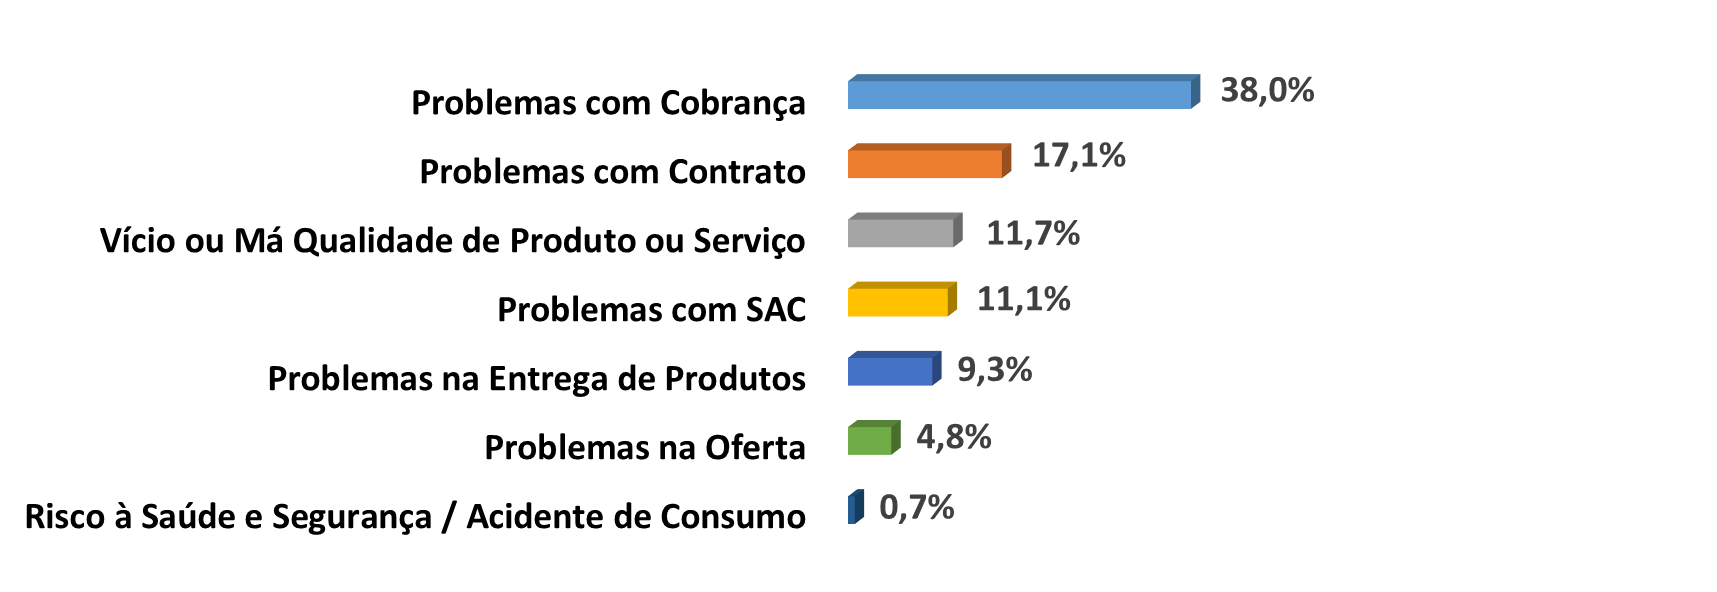 Problemas com Cobrança 38,0%
Problemas com Contrato 17,1%
Vício ou Má Qualidade de Produto ou Serviço 11,7%
Problemas com SAC 11,1%
Problemas na Entrega de Produtos 9,3%
Problemas na Oferta 4,8%
Risco à Saúde e Segurança / Acidente de Consumo 0,7%